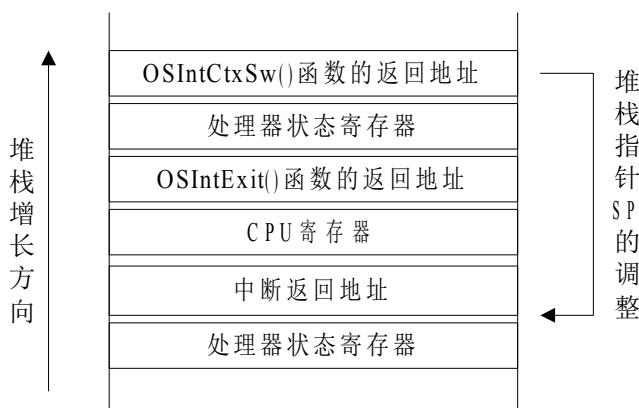 OSIntCtxSw()函数的返回地址
处理器状态寄存器
OSIntExit()函数的返回地址
CPU寄存器
中断返回地址
处理器状态寄存器
堆栈增长方向
堆栈指针SP的调整